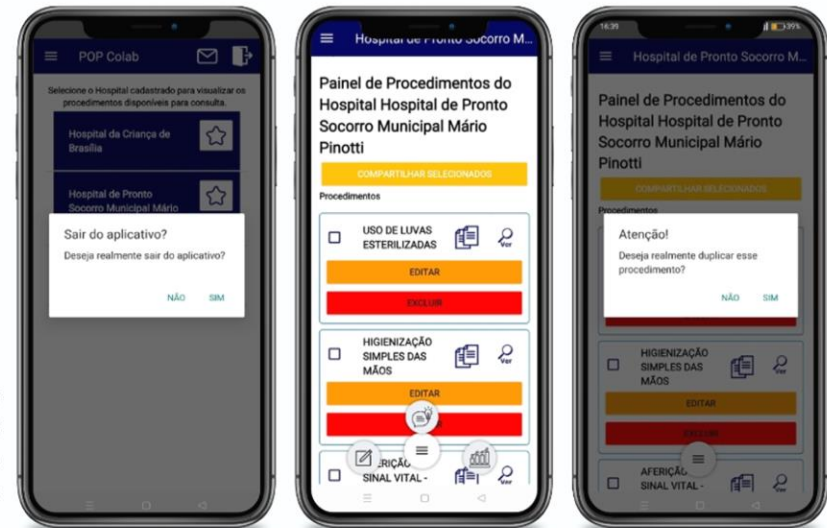 POP Colab
Selecione o Hospital cadastrado para visualizar os
procedimentos disponíveis para consulta.
Hospital da Criança de
Brasília
Hospital de Pronto
Socorro Municipal Mário
Sair do aplicativo?
Deseja realmente sair do aplicativo?
NÃO SIM
Hospital de Pronto Socorro M...
Painel de Procedimentos do
Hospital Hospital de Pronto
Socorro Municipal Mário
Pinotti
COMPARTILHAR SELECIONADOS
Procedimentos
USO DE LUVAS
ESTERILIZADAS
Ver
EDITAR
EXCLUIR
HIGIENIZAÇÃO
SIMPLES DAS
MÃOS
Ver
EDITAR
SINAL VITAL -
Ver
16:39
39%
Hospital de Pronto Socorro M...
Painel de Procedimentos do
Hospital Hospital de Pronto
Socorro Municipal Mário
Pinotti
COMPARTILHAR SELECIONADOS
Procedimentos
Atenção!
Deseja realmente duplicar esse
procedimento?
NÃO SIM
HIGIENIZAÇÃO
SIMPLES DAS
MÃOS
Ver
EDITAR
EXCLUIR
AFERIÇÃO
SINAL VITAL -
Ver